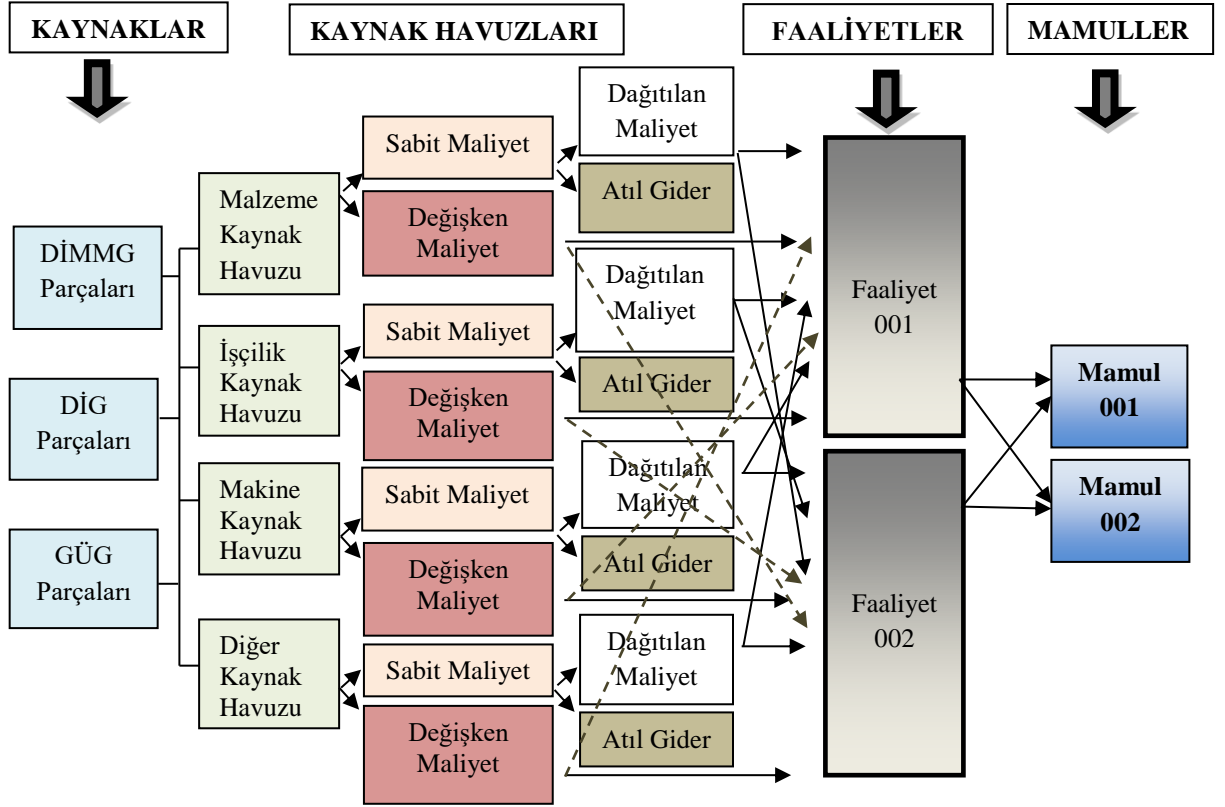 KAYNAKLAR
KAYNAK HAVUZLARI
FAALİYETLER
MAMULLER
DİMMG
Parçaları
DİG
Parçaları
GÜG
Parçaları
Malzeme
Kaynak
Havuzu
İşçilik
Kaynak
Havuzu
Makine
Kaynak
Havuzu
Diğer
Kaynak
Havuzu
Sabit Maliyet
Değişken
Maliyet
Sabit Maliyet
Değişken
Maliyet
Sabit Maliyet
Değişken
Maliyet
Sabit Maliyet
Değişken
Maliyet
Dağıtılan
Maliyet
Atıl Gider
Dağıtılan
Maliyet
Atıl Gider
Dağıtılan
Maliyet
Atıl Gider
Dağıtılan
Maliyet
Atıl Gider
Faaliyet
001
Faaliyet
002
Mamul
001
Mamul
002